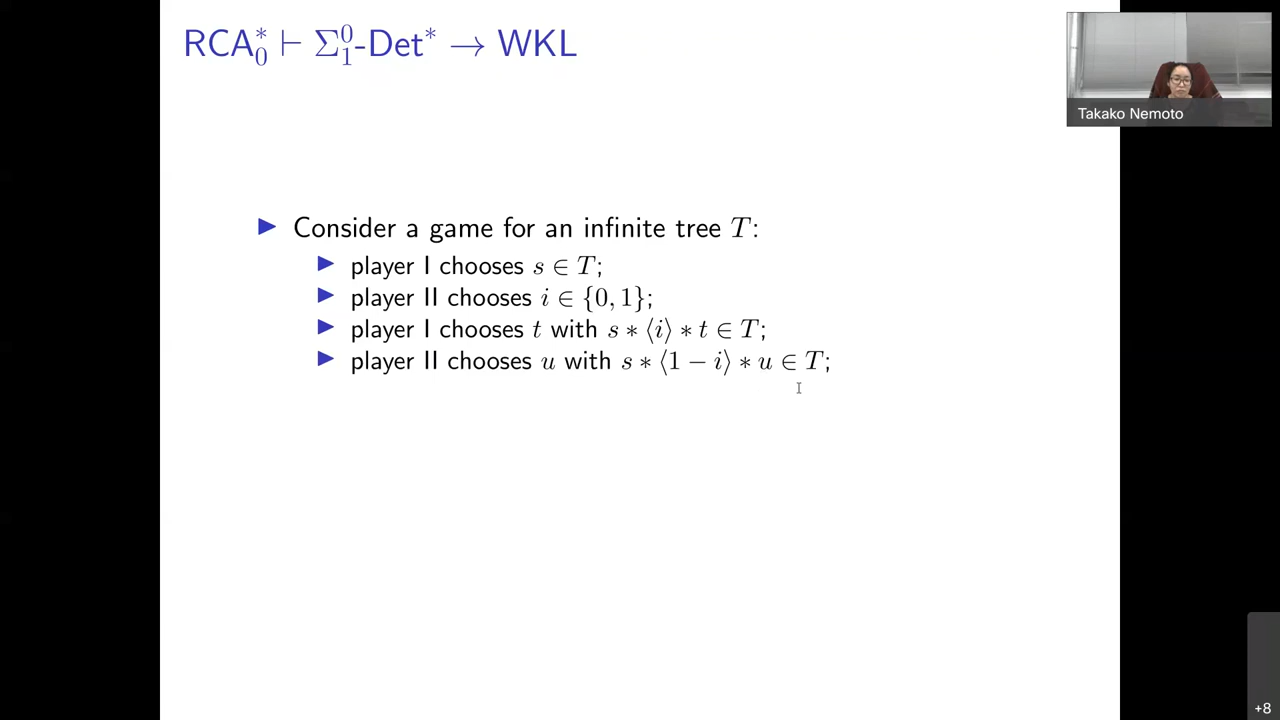 RCA₀* ⊢ Σ₁⁰-Det* → WKL
Takako Nemoto
▶ Consider a game for an infinite tree T:
▶ player I chooses s ∈ T;
▶ player II chooses i ∈ {0, 1};
▶ player I chooses t with s ∗ ⟨i⟩ ∗ t ∈ T;
▶ player II chooses u with s ∗ ⟨1 − i⟩ ∗ u ∈ T;
+8